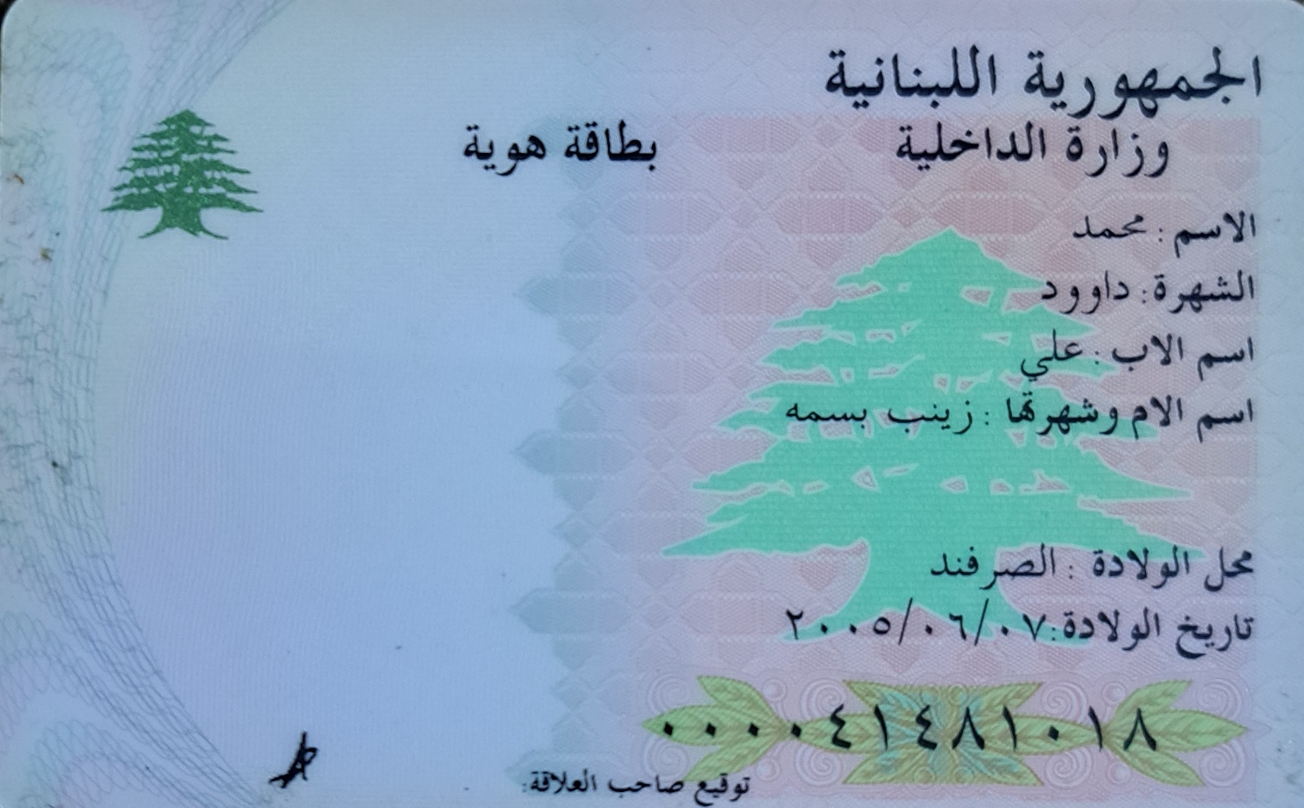 الجمهورية اللبنانية
وزارة الداخلية
بطاقة هوية
الاسم : محمد
الشهرة : داوود
اسم الاب : علي
اسم الام وشهرتها : زينب بسمه
محل الولادة : الصرفند
تاريخ الولادة:٢٠٠٥/٠٦/٠٧
٠٠٠٠٤١٤٨١٠١٨
توقيع صاحب العلاقة: